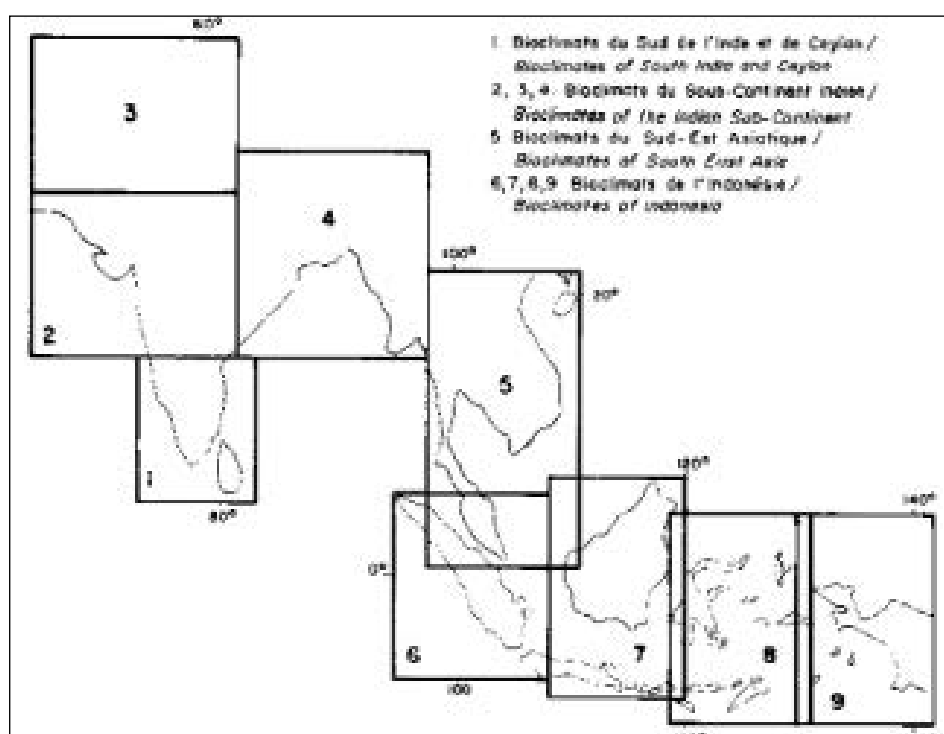 60°
1 Bioclimats du Sud de l'Inde et de Ceylan /
Bioclimates of South India and Ceylon
2, 3, 4 Bioclimats du Sous-Continent Indien /
Bioclimates of the Indian Sub-Continent
5 Bioclimats du Sud-Est Asiatique /
Bioclimates of South East Asia
6,7,8,9 Bioclimats de l'Indonésie /
Bioclimates of Indonesia
3
4
100°
20°
2
5
1
80°
120°
140°
0°
6
7
8
9
100